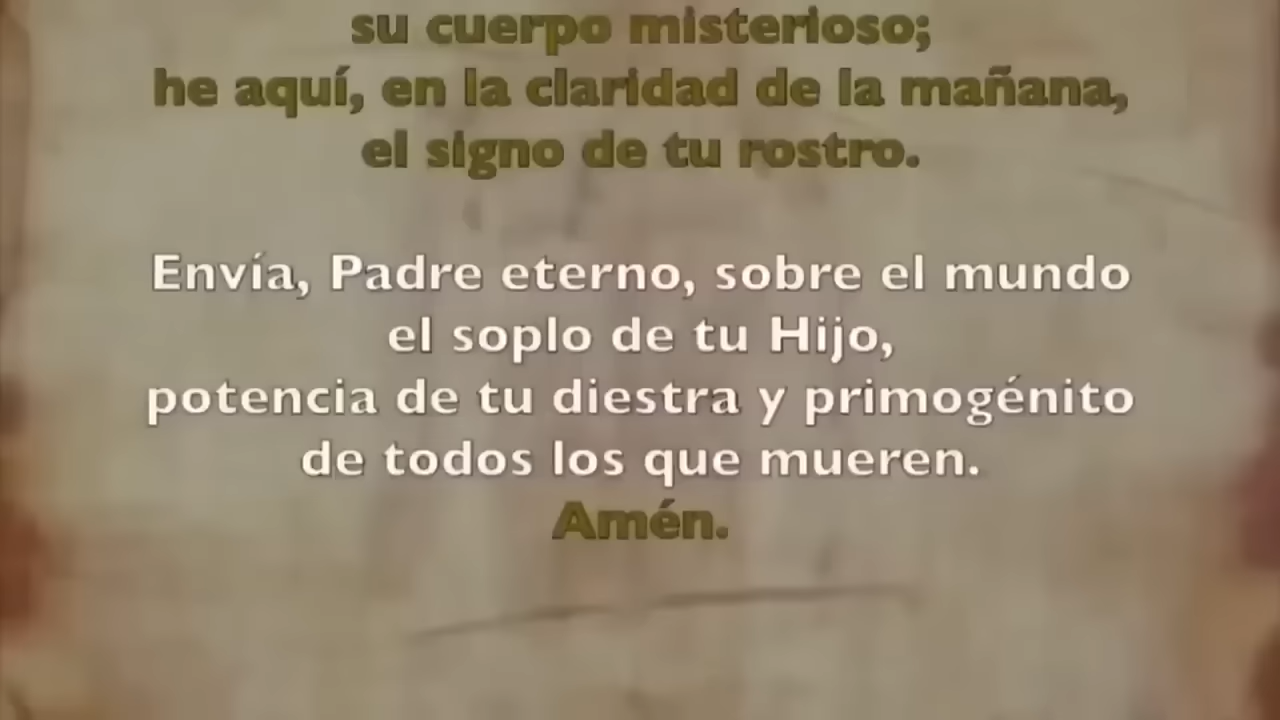 su cuerpo misterioso;
he aquí, en la claridad de la mañana,
el signo de tu rostro.
Envía, Padre eterno, sobre el mundo
el soplo de tu Hijo,
potencia de tu diestra y primogénito
de todos los que mueren.
Amén.